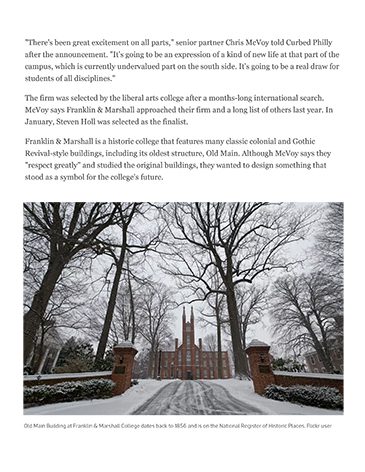 "There's been great excitement on all parts," senior partner Chris McVoy told Curbed Philly
after the announcement. "It's going to be an expression of a kind of new life at that part of the
campus, which is currently undervalued part on the south side. It's going to be a real draw for
students of all disciplines."
The firm was selected by the liberal arts college after a months-long international search.
McVoy says Franklin & Marshall approached their firm and a long list of others last year. In
January, Steven Holl was selected as the finalist.
Franklin & Marshall is a historic college that features many classic colonial and Gothic
Revival-style buildings, including its oldest structure, Old Main. Although McVoy says they
"respect greatly" and studied the original buildings, they wanted to design something that
stood as a symbol for the college's future.
Old Main Building at Franklin & Marshall College dates back to 1856 and is on the National Register of Historic Places. Flickr user